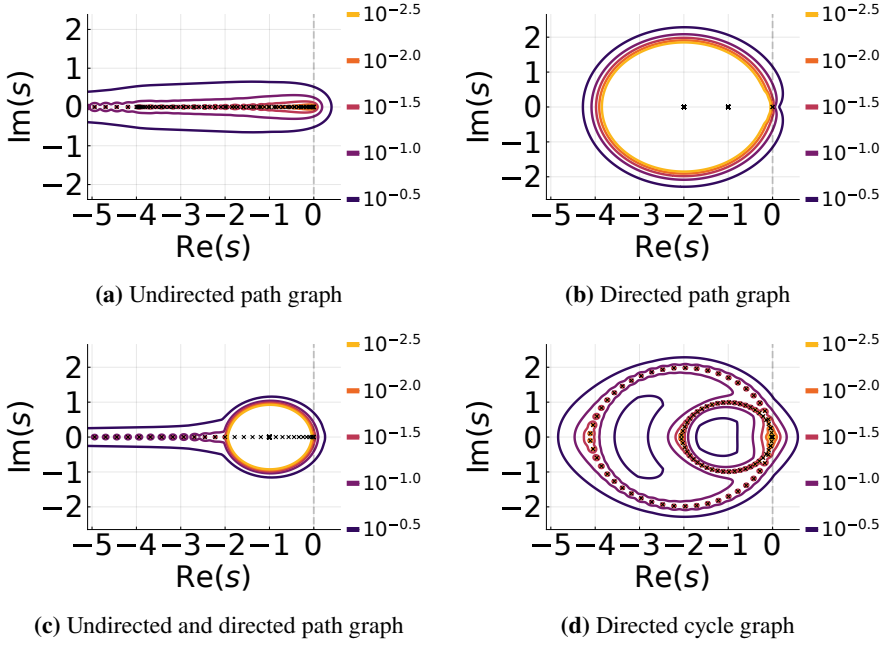 2
1
0
−1
−2
Im(s)
−5 −4 −3 −2 −1 0
Re(s)
10^−2.5
10^−2.0
10^−1.5
10^−1.0
10^−0.5
(a) Undirected path graph
2
1
0
−1
−2
Im(s)
−5 −4 −3 −2 −1 0
Re(s)
10^−2.5
10^−2.0
10^−1.5
10^−1.0
10^−0.5
(b) Directed path graph
2
1
0
−1
−2
Im(s)
−5 −4 −3 −2 −1 0
Re(s)
10^−2.5
10^−2.0
10^−1.5
10^−1.0
10^−0.5
(c) Undirected and directed path graph
2
1
0
−1
−2
Im(s)
−5 −4 −3 −2 −1 0
Re(s)
10^−2.5
10^−2.0
10^−1.5
10^−1.0
10^−0.5
(d) Directed cycle graph